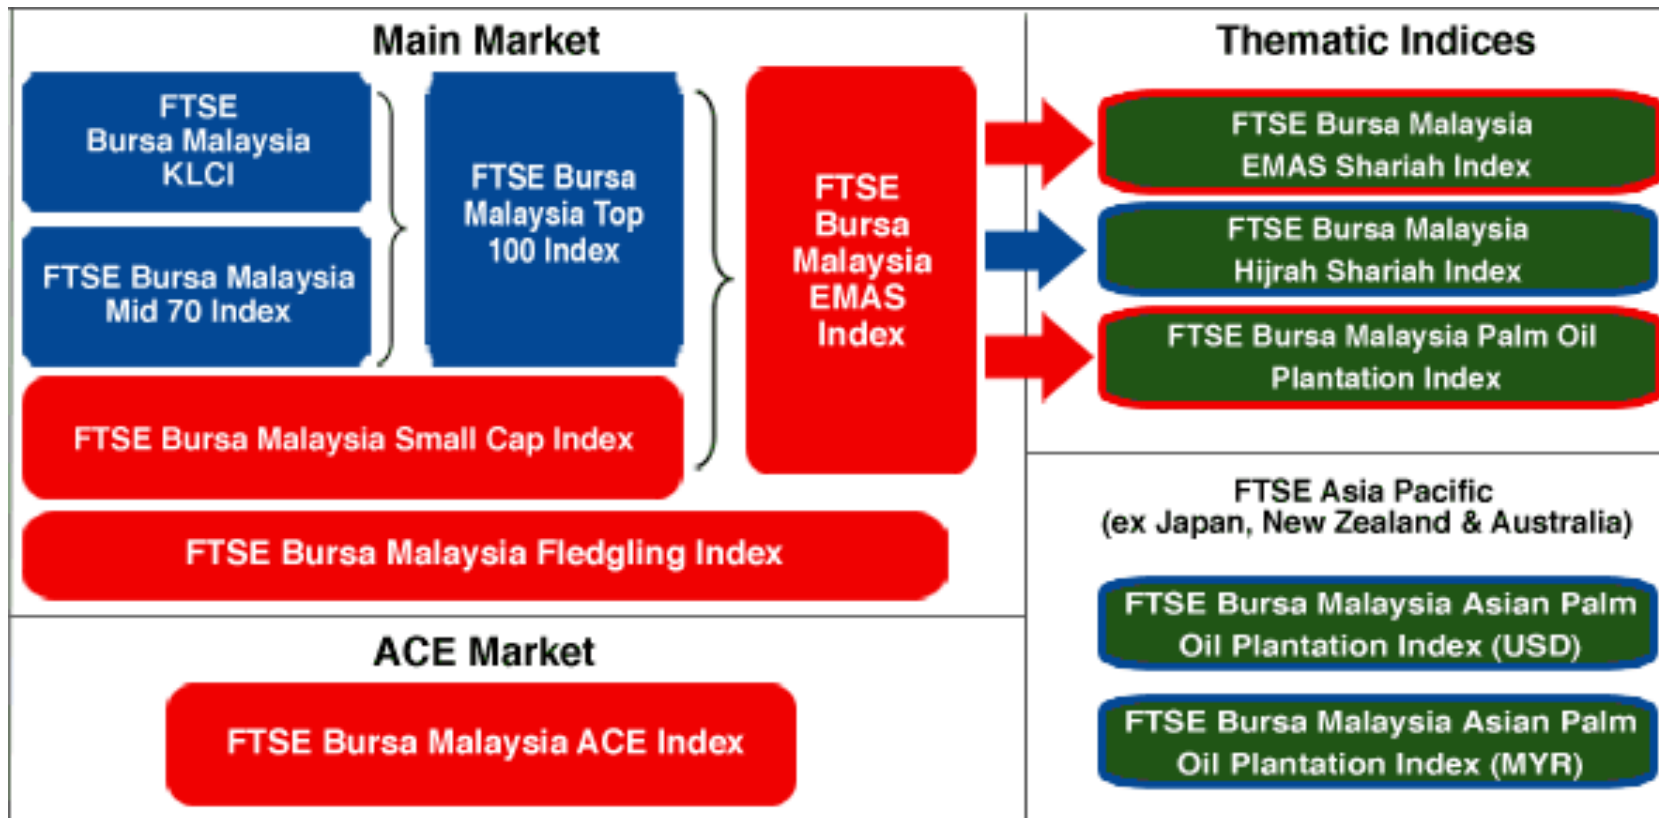 Main Market
FTSE
Bursa Malaysia
KLCI
FTSE Bursa Malaysia
Mid 70 Index
FTSE Bursa
Malaysia Top
100 Index
FTSE Bursa Malaysia Small Cap Index
FTSE
Bursa
Malaysia
EMAS
Index
FTSE Bursa Malaysia Fledgling Index
ACE Market
FTSE Bursa Malaysia ACE Index
Thematic Indices
FTSE Bursa Malaysia
EMAS Shariah Index
FTSE Bursa Malaysia
Hijrah Shariah Index
FTSE Bursa Malaysia Palm Oil
Plantation Index
FTSE Asia Pacific
(ex Japan, New Zealand & Australia)
FTSE Bursa Malaysia Asian Palm
Oil Plantation Index (USD)
FTSE Bursa Malaysia Asian Palm
Oil Plantation Index (MYR)